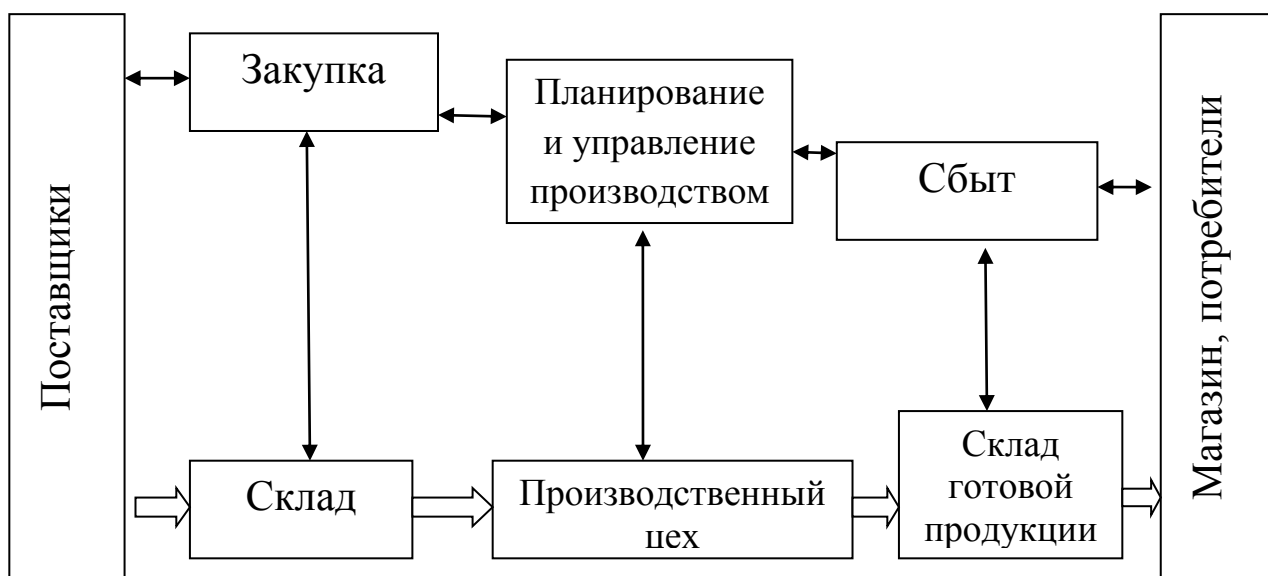 Поставщики
Закупка
Планирование
и управление
производством
Сбыт
Магазин, потребители
Склад
Производственный
цех
Склад
готовой
продукции